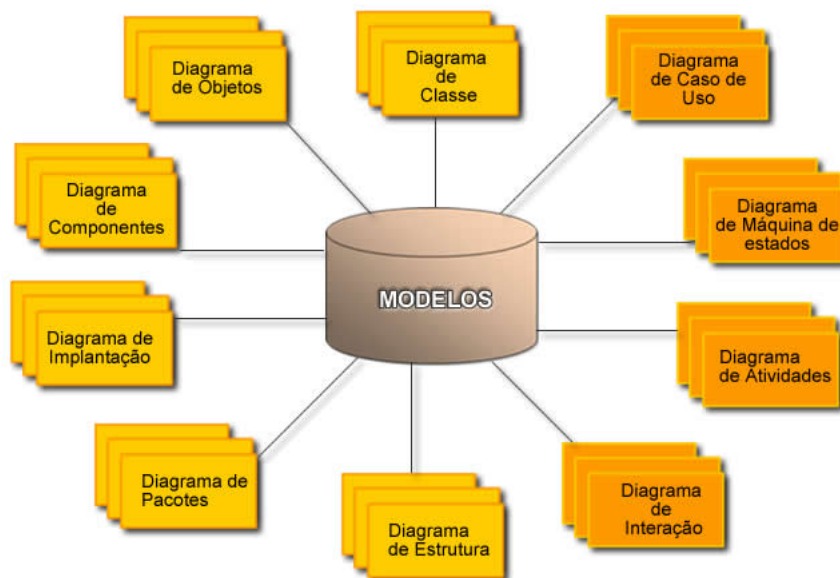 Diagrama
de Objetos
Diagrama
de
Classe
Diagrama
de Caso de
Uso
Diagrama
de
Componentes
Diagrama
de Máquina de
estados
MODELOS
Diagrama de
Implantação
Diagrama
de Atividades
Diagrama de
Pacotes
Diagrama
de Estrutura
Diagrama
de
Interação